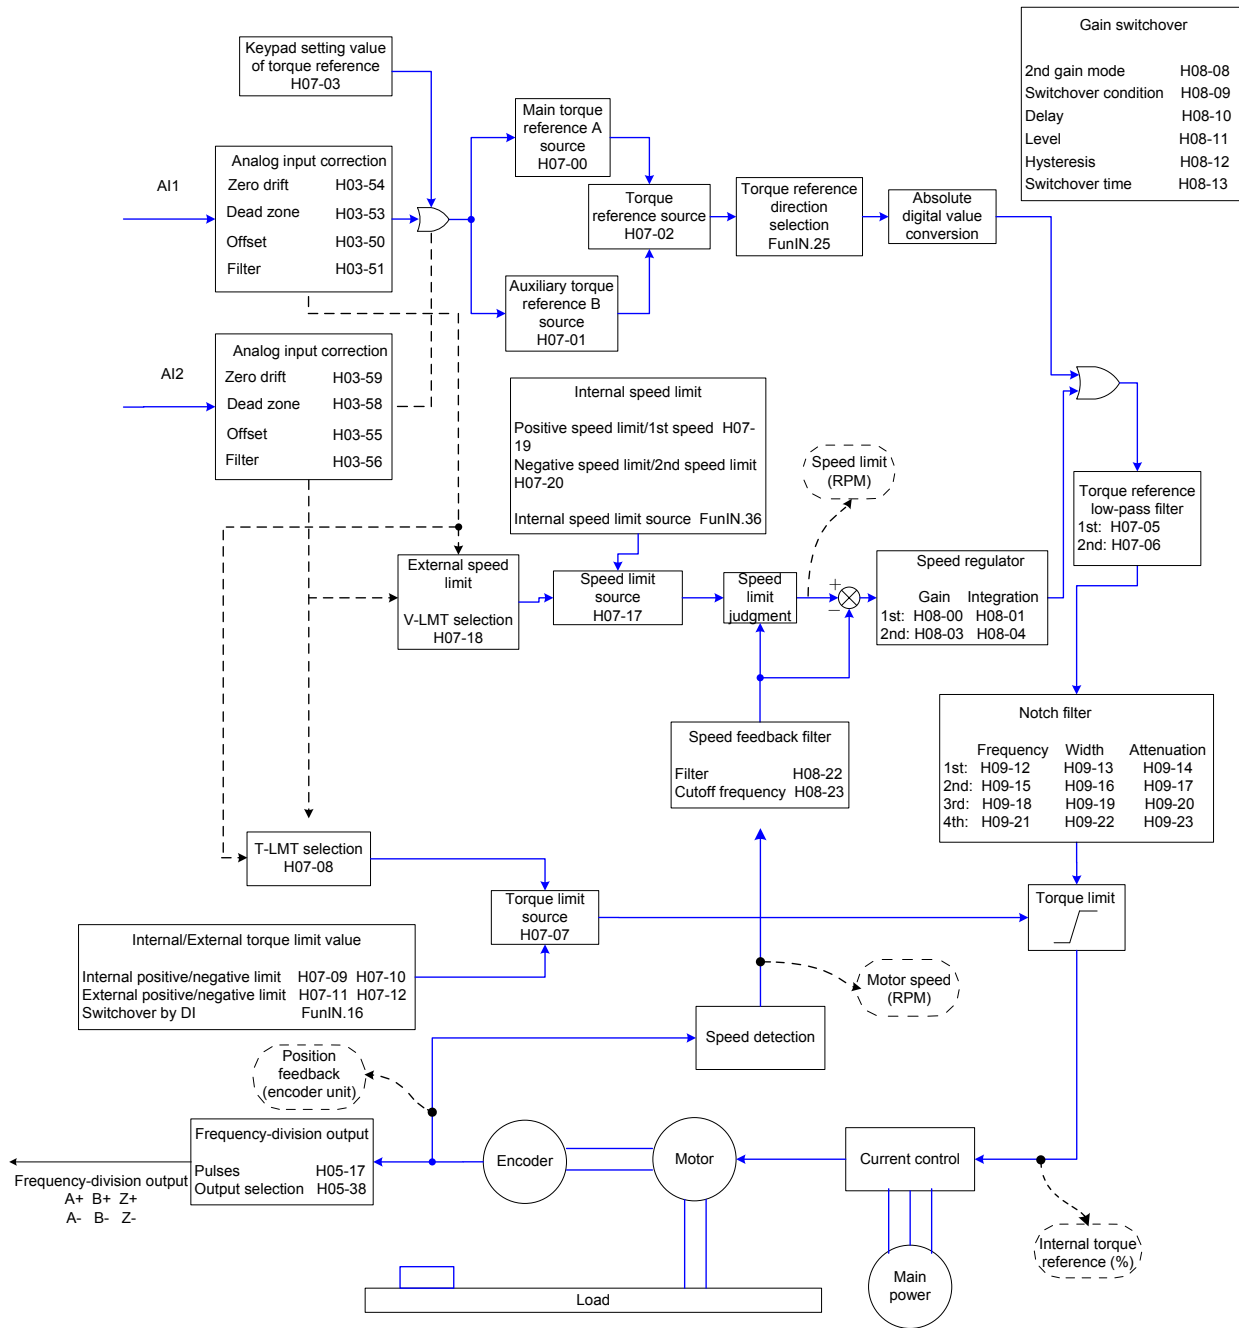 Gain switchover
2nd gain mode H08-08
Switchover condition H08-09
Delay H08-10
Level H08-11
Hysteresis H08-12
Switchover time H08-13
Keypad setting value
of torque reference
H07-03
Main torque
reference A
source
H07-00
AI1
Analog input correction
Zero drift H03-54
Dead zone H03-53
Offset H03-50
Filter H03-51
Torque
reference source
H07-02
Torque reference
direction
selection
FunIN.25
Absolute
digital value
conversion
Auxiliary torque
reference B
source
H07-01
AI2
Analog input correction
Zero drift H03-59
Dead zone H03-58
Offset H03-55
Filter H03-56
Internal speed limit
Positive speed limit/1st speed H07-
19
Negative speed limit/2nd speed limit
H07-20
Internal speed limit source FunIN.36
Speed limit
(RPM)
Torque reference
low-pass filter
1st: H07-05
2nd: H07-06
External speed
limit
V-LMT selection
H07-18
Speed limit
source
H07-17
Speed
limit
judgment
+
−
Speed regulator
Gain Integration
1st: H08-00 H08-01
2nd: H08-03 H08-04
Speed feedback filter
Filter H08-22
Cutoff frequency H08-23
Notch filter
Frequency Width Attenuation
1st: H09-12 H09-13 H09-14
2nd: H09-15 H09-16 H09-17
3rd: H09-18 H09-19 H09-20
4th: H09-21 H09-22 H09-23
T-LMT selection
H07-08
Torque limit
source
H07-07
Torque limit
Internal/External torque limit value
Internal positive/negative limit H07-09 H07-10
External positive/negative limit H07-11 H07-12
Switchover by DI FunIN.16
Motor speed
(RPM)
Speed detection
Position
feedback
(encoder unit)
Frequency-division output
Pulses H05-17
Output selection H05-38
Encoder
Motor
Current control
Frequency-division output
A+ B+ Z+
A- B- Z-
Internal torque
reference (%)
Main
power
Load